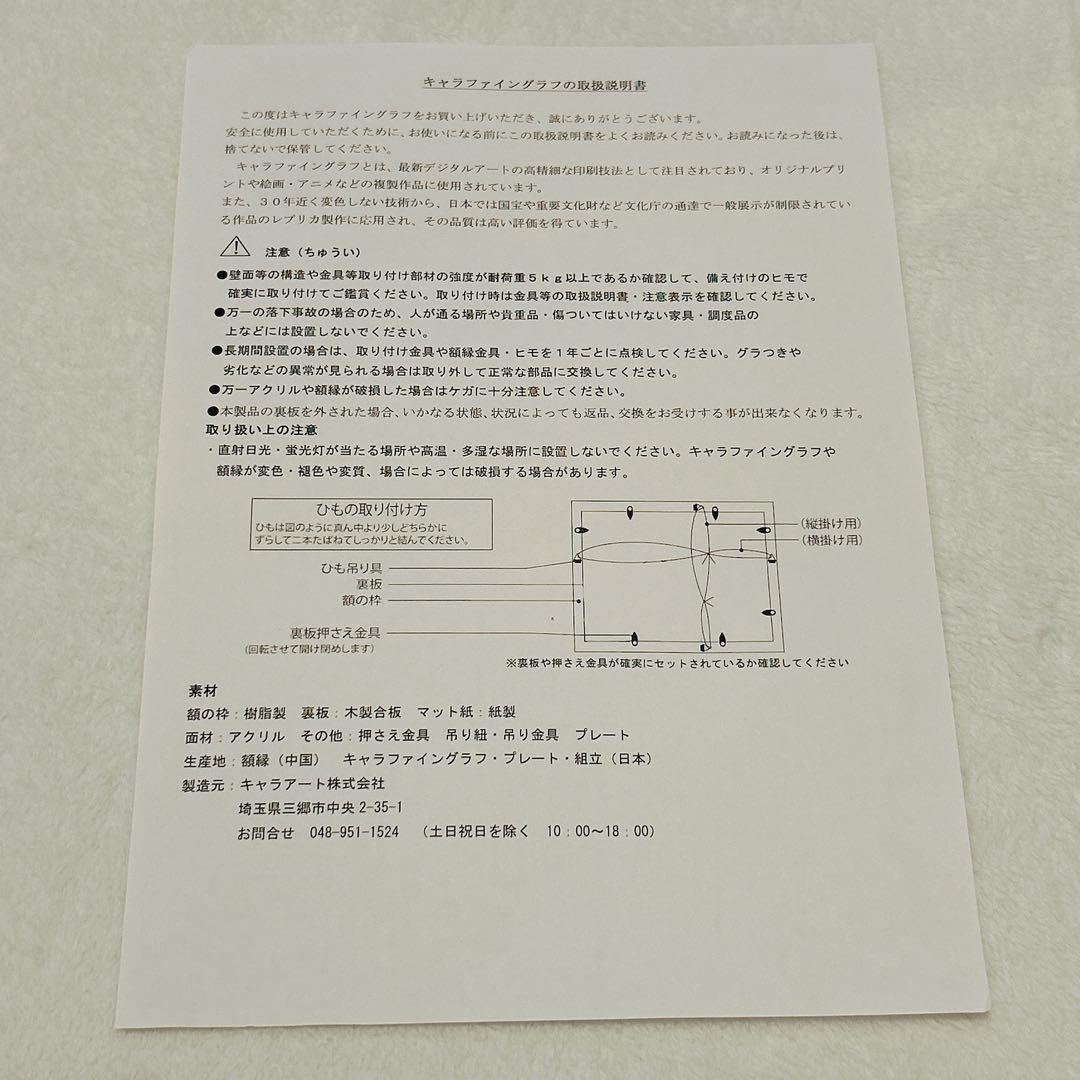 キャラファイングラフの取扱説明書
この度はキャラファイングラフをお買い上げいただき、誠にありがとうございます。
安全に使用していただくために、お使いになる前にこの取扱説明書をよくお読みください。お読みになった後は、
捨てないで保管してください。
キャラファイングラフとは、最新デジタルアートの高精細な印刷技法として注目されており、オリジナルプリ
ントや絵画・アニメなどの複製作品に使用されています。
また、３０年近く変色しない技術から、日本では国宝や重要文化財など文化庁の通達で一般展示が制限されてい
る作品のレプリカ製作に応用され、その品質は高い評価を得ています。
注意（ちゅうい）
●壁面等の構造や金具等取り付け部材の強度が耐荷重５ｋｇ以上であるか確認して、備え付けのヒモで
確実に取り付けてご鑑賞ください。取り付け時は金具等の取扱説明書・注意表示を確認してください。
●万一の落下事故の場合のため、人が通る場所や貴重品・傷ついてはいけない家具・調度品の
上などには設置しないでください。
●長期間設置の場合は、取り付け金具や額縁金具・ヒモを１年ごとに点検してください。グラつきや
劣化などの異常が見られる場合は取り外して正常な部品に交換してください。
●万一アクリルや額縁が破損した場合はケガに十分注意してください。
●本製品の裏板を外された場合、いかなる状態、状況によっても返品、交換をお受けする事が出来なくなります。
取り扱い上の注意
・直射日光・蛍光灯が当たる場所や高温・多湿な場所に設置しないでください。キャラファイングラフや
額縁が変色・褪色や変質、場合によっては破損する場合があります。
ひもの取り付け方
ひもは図のように真ん中より少しどちらかに
ずらして二本たばねてしっかりと結んでください。
(縦掛け用)
(横掛け用)
ひも吊り具
裏板
額の枠
裏板押さえ金具
(回転させて開け閉めします)
※裏板や押さえ金具が確実にセットされているか確認してください
素材
額の枠：樹脂製　裏板：木製合板　マット紙：紙製
面材：アクリル　その他：押さえ金具　吊り紐・吊り金具　プレート
生産地：額縁（中国）　キャラファイングラフ・プレート・組立（日本）
製造元：キャラアート株式会社
埼玉県三郷市中央2-35-1
お問合せ　048-951-1524　（土日祝日を除く　10：00～18：00）